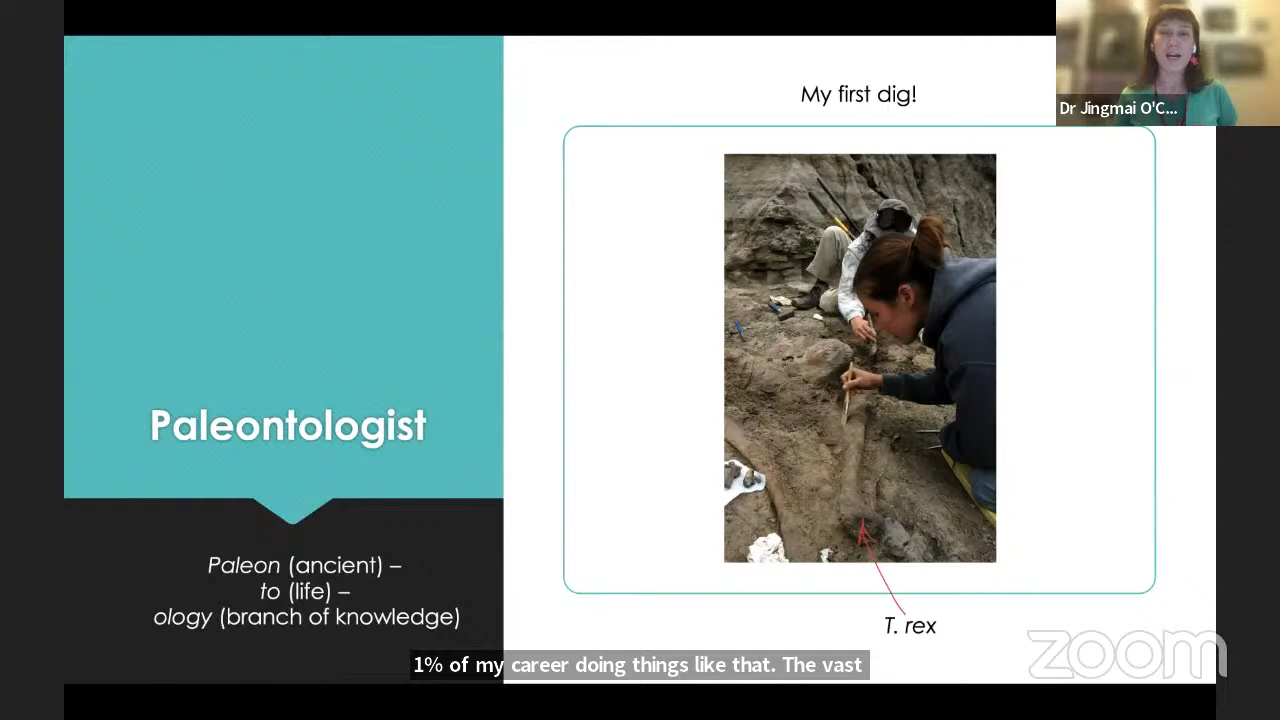 My first dig!
Dr Jingmai O'C...
Paleontologist
Paleon (ancient) –
to (life) –
ology (branch of knowledge)
T. rex
zoom
1% of my career doing things like that. The vast